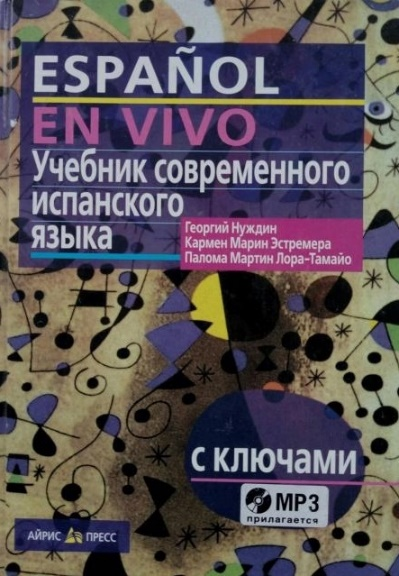 ESPAÑOL
EN VIVO
Учебник современного
испанского
языка
Георгий Нуждин
Кармен Марин Эстремера
Палома Мартин Лора-Тамайо
с ключами
MP3
прилагается
АЙРИС ПРЕСС